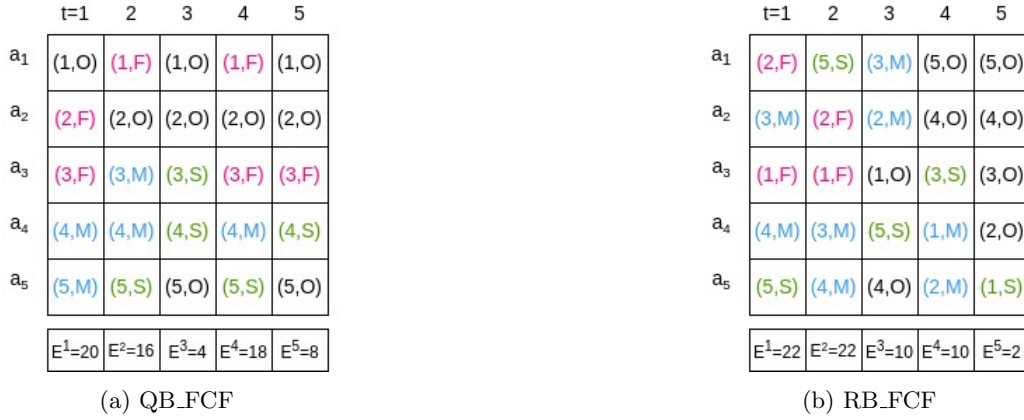 t=1 2 3 4 5 t=1 2 3 4 5
a1 (1,O) (1,F) (1,O) (1,F) (1,O) a1 (2,F) (5,S) (3,M) (5,O) (5,O)
a2 (2,F) (2,O) (2,O) (2,O) (2,O) a2 (3,M) (2,F) (2,M) (4,O) (4,O)
a3 (3,F) (3,M) (3,S) (3,F) (3,F) a3 (1,F) (1,F) (1,O) (3,S) (3,O)
a4 (4,M) (4,M) (4,S) (4,M) (4,S) a4 (4,M) (3,M) (5,S) (1,M) (2,O)
a5 (5,M) (5,S) (5,O) (5,S) (5,O) a5 (5,S) (4,M) (4,O) (2,M) (1,S)
E¹=20 E²=16 E³=4 E⁴=18 E⁵=8 E¹=22 E²=22 E³=10 E⁴=10 E⁵=2
(a) QB_FCF (b) RB_FCF